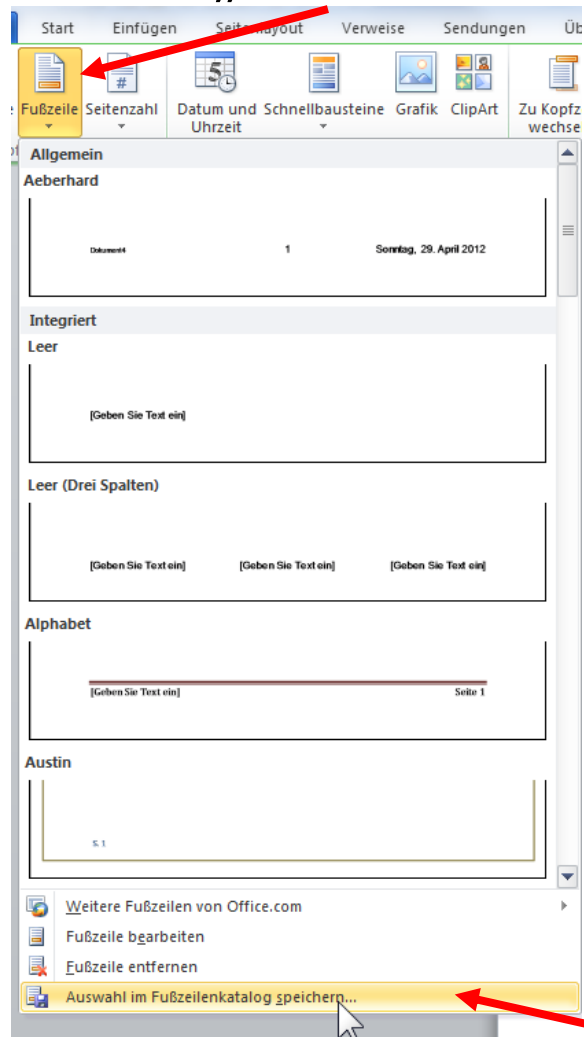 Start Einfügen Seitenlayout Verweise Sendungen Üb
Fußzeile Seitenzahl Datum und Uhrzeit Schnellbausteine Grafik ClipArt Zu Kopfz wechse
Allgemein
Aeberhard
Dokument4 1 Sonntag, 29. April 2012
Integriert
Leer
[Geben Sie Text ein]
Leer (Drei Spalten)
[Geben Sie Text ein] [Geben Sie Text ein] [Geben Sie Text ein]
Alphabet
[Geben Sie Text ein] Seite 1
Austin
S. 1
Weitere Fußzeilen von Office.com
Fußzeile bearbeiten
Fußzeile entfernen
Auswahl im Fußzeilenkatalog speichern...